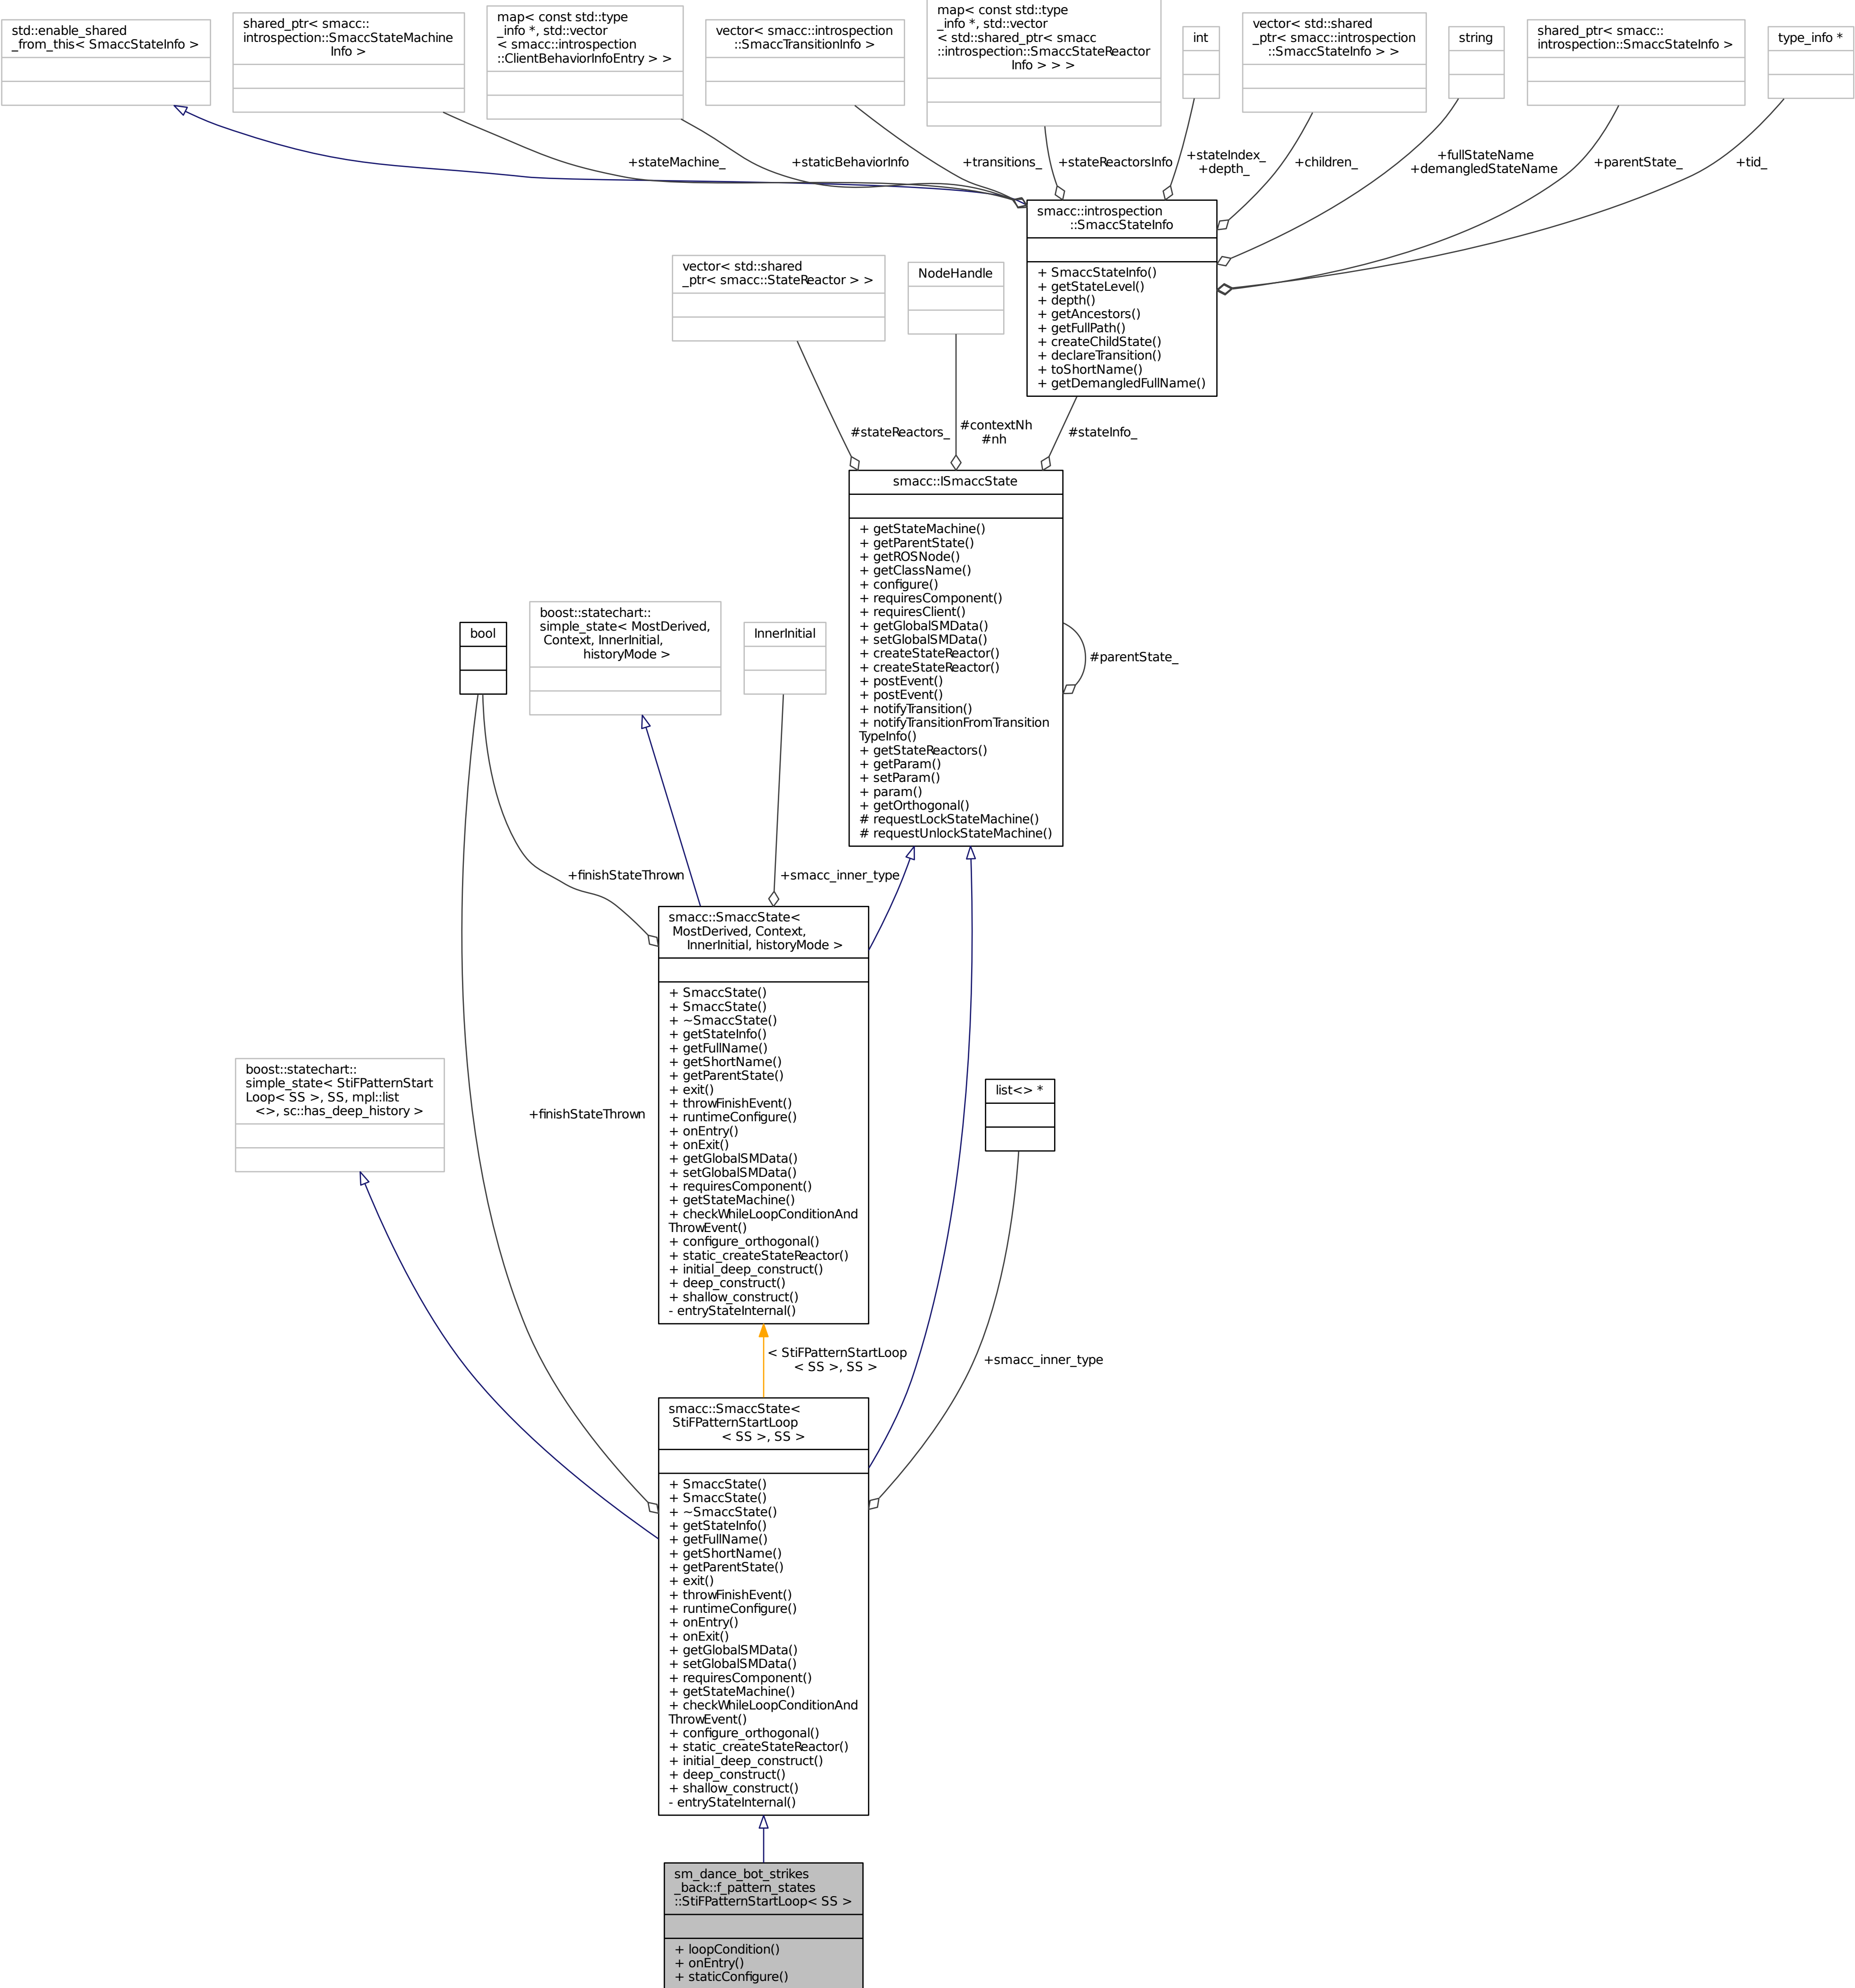 std::enable_shared
_from_this< SmaccStateInfo >
shared_ptr< smacc::
introspection::SmaccStateMachine
Info >
map< const std::type
_info *, std::vector
< smacc::introspection
::ClientBehaviorInfoEntry > >
vector< smacc::introspection
::SmaccTransitionInfo >
map< const std::type
_info *, std::vector
< std::shared_ptr< smacc
::introspection::SmaccStateReactor
Info > > >
int
vector< std::shared
_ptr< smacc::introspection
::SmaccStateInfo > >
string
shared_ptr< smacc::
introspection::SmaccStateInfo >
type_info *
+stateMachine_
+staticBehaviorInfo
+transitions_
+stateReactorsInfo
+stateIndex_
+depth_
+children_
+fullStateName
+demangledStateName
+parentState_
+tid_
smacc::introspection
::SmaccStateInfo
+ SmaccStateInfo()
+ getStateLevel()
+ depth()
+ getAncestors()
+ getFullPath()
+ createChildState()
+ declareTransition()
+ toShortName()
+ getDemangledFullName()
vector< std::shared
_ptr< smacc::StateReactor > >
NodeHandle
#stateReactors_
#contextNh
#nh
#stateInfo_
smacc::ISmaccState
+ getStateMachine()
+ getParentState()
+ getROSNode()
+ getClassName()
+ configure()
+ requiresComponent()
+ requiresClient()
+ getGlobalSMData()
+ setGlobalSMData()
+ createStateReactor()
+ createStateReactor()
+ postEvent()
+ postEvent()
+ notifyTransition()
+ notifyTransitionFromTransition
TypeInfo()
+ getStateReactors()
+ getParam()
+ setParam()
+ param()
+ getOrthogonal()
# requestLockStateMachine()
# requestUnlockStateMachine()
#parentState_
bool
boost::statechart::
simple_state< MostDerived,
Context, InnerInitial,
historyMode >
InnerInitial
+finishStateThrown
+smacc_inner_type
smacc::SmaccState<
MostDerived, Context,
InnerInitial, historyMode >
+ SmaccState()
+ SmaccState()
+ ~SmaccState()
+ getStateInfo()
+ getFullName()
+ getShortName()
+ getParentState()
+ exit()
+ throwFinishEvent()
+ runtimeConfigure()
+ onEntry()
+ onExit()
+ getGlobalSMData()
+ setGlobalSMData()
+ requiresComponent()
+ getStateMachine()
+ checkWhileLoopConditionAnd
ThrowEvent()
+ configure_orthogonal()
+ static_createStateReactor()
+ initial_deep_construct()
+ deep_construct()
+ shallow_construct()
- entryStateInternal()
boost::statechart::
simple_state< StiFPatternStart
Loop< SS >, SS, mpl::list
<>, sc::has_deep_history >
+finishStateThrown
list<> *
< StiFPatternStartLoop
< SS >, SS >
+smacc_inner_type
smacc::SmaccState<
StiFPatternStartLoop
< SS >, SS >
+ SmaccState()
+ SmaccState()
+ ~SmaccState()
+ getStateInfo()
+ getFullName()
+ getShortName()
+ getParentState()
+ exit()
+ throwFinishEvent()
+ runtimeConfigure()
+ onEntry()
+ onExit()
+ getGlobalSMData()
+ setGlobalSMData()
+ requiresComponent()
+ getStateMachine()
+ checkWhileLoopConditionAnd
ThrowEvent()
+ configure_orthogonal()
+ static_createStateReactor()
+ initial_deep_construct()
+ deep_construct()
+ shallow_construct()
- entryStateInternal()
sm_dance_bot_strikes
_back::f_pattern_states
::StiFPatternStartLoop< SS >
+ loopCondition()
+ onEntry()
+ staticConfigure()